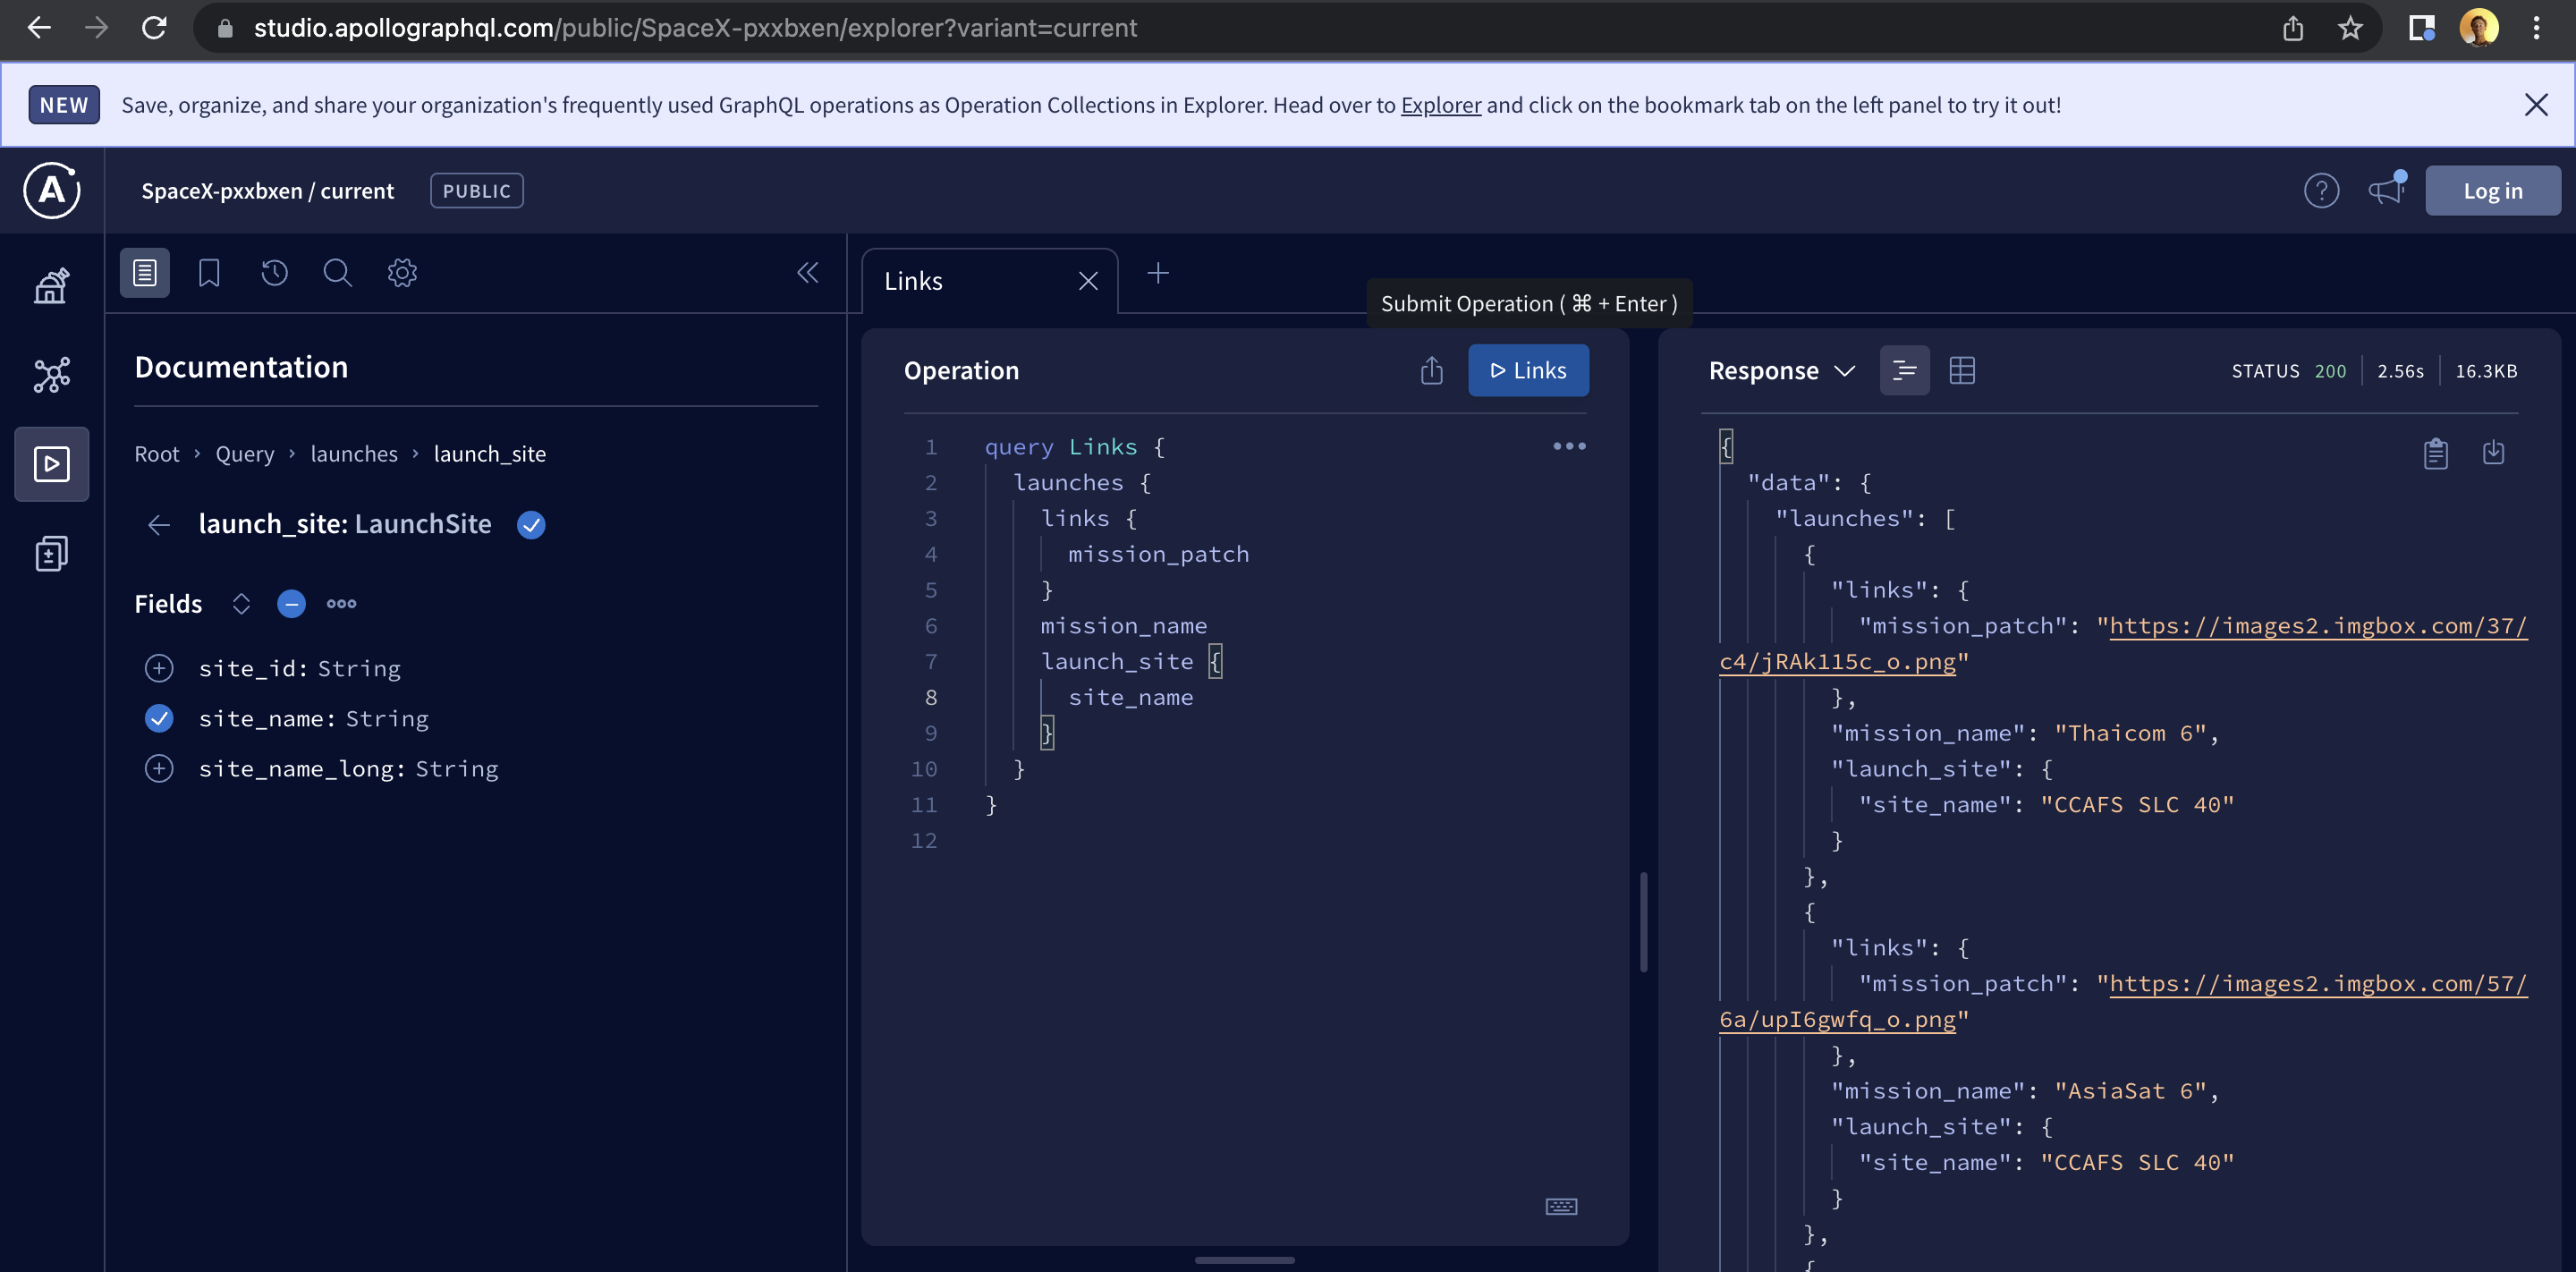 studio.apollographql.com/public/SpaceX-pxxbxen/explorer?variant=current
NEW Save, organize, and share your organization's frequently used GraphQL operations as Operation Collections in Explorer. Head over to Explorer and click on the bookmark tab on the left panel to try it out!
A
SpaceX-pxxbxen / current PUBLIC
? Log in
Links
Submit Operation ( ⌘ + Enter )
Documentation
Root › Query › launches › launch_site
launch_site: LaunchSite
Fields
site_id: String
site_name: String
site_name_long: String
Operation
Links
1 query Links {
2 launches {
3 links {
4 mission_patch
5 }
6 mission_name
7 launch_site {
8 site_name
9 }
10 }
11 }
12
Response
STATUS 200 2.56s 16.3KB
{
"data": {
"launches": [
{
"links": {
"mission_patch": "https://images2.imgbox.com/37/
c4/jRAk115c_o.png"
},
"mission_name": "Thaicom 6",
"launch_site": {
"site_name": "CCAFS SLC 40"
}
},
{
"links": {
"mission_patch": "https://images2.imgbox.com/57/
6a/upI6gwfq_o.png"
},
"mission_name": "AsiaSat 6",
"launch_site": {
"site_name": "CCAFS SLC 40"
}
},
{